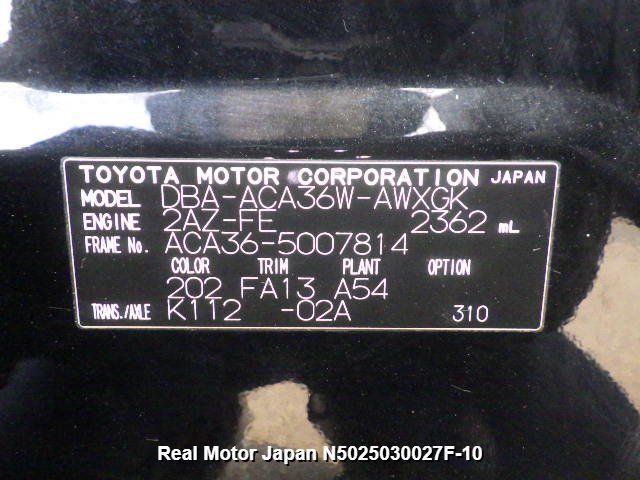 TOYOTA MOTOR CORPORATION JAPAN
MODEL DBA-ACA36W-AWXGK
ENGINE 2AZ-FE 2362 mL
FRAME No. ACA36-5007814
COLOR TRIM PLANT OPTION
202 FA13 A54
TRANS./AXLE K112 -02A 310
Real Motor Japan N5025030027F-10